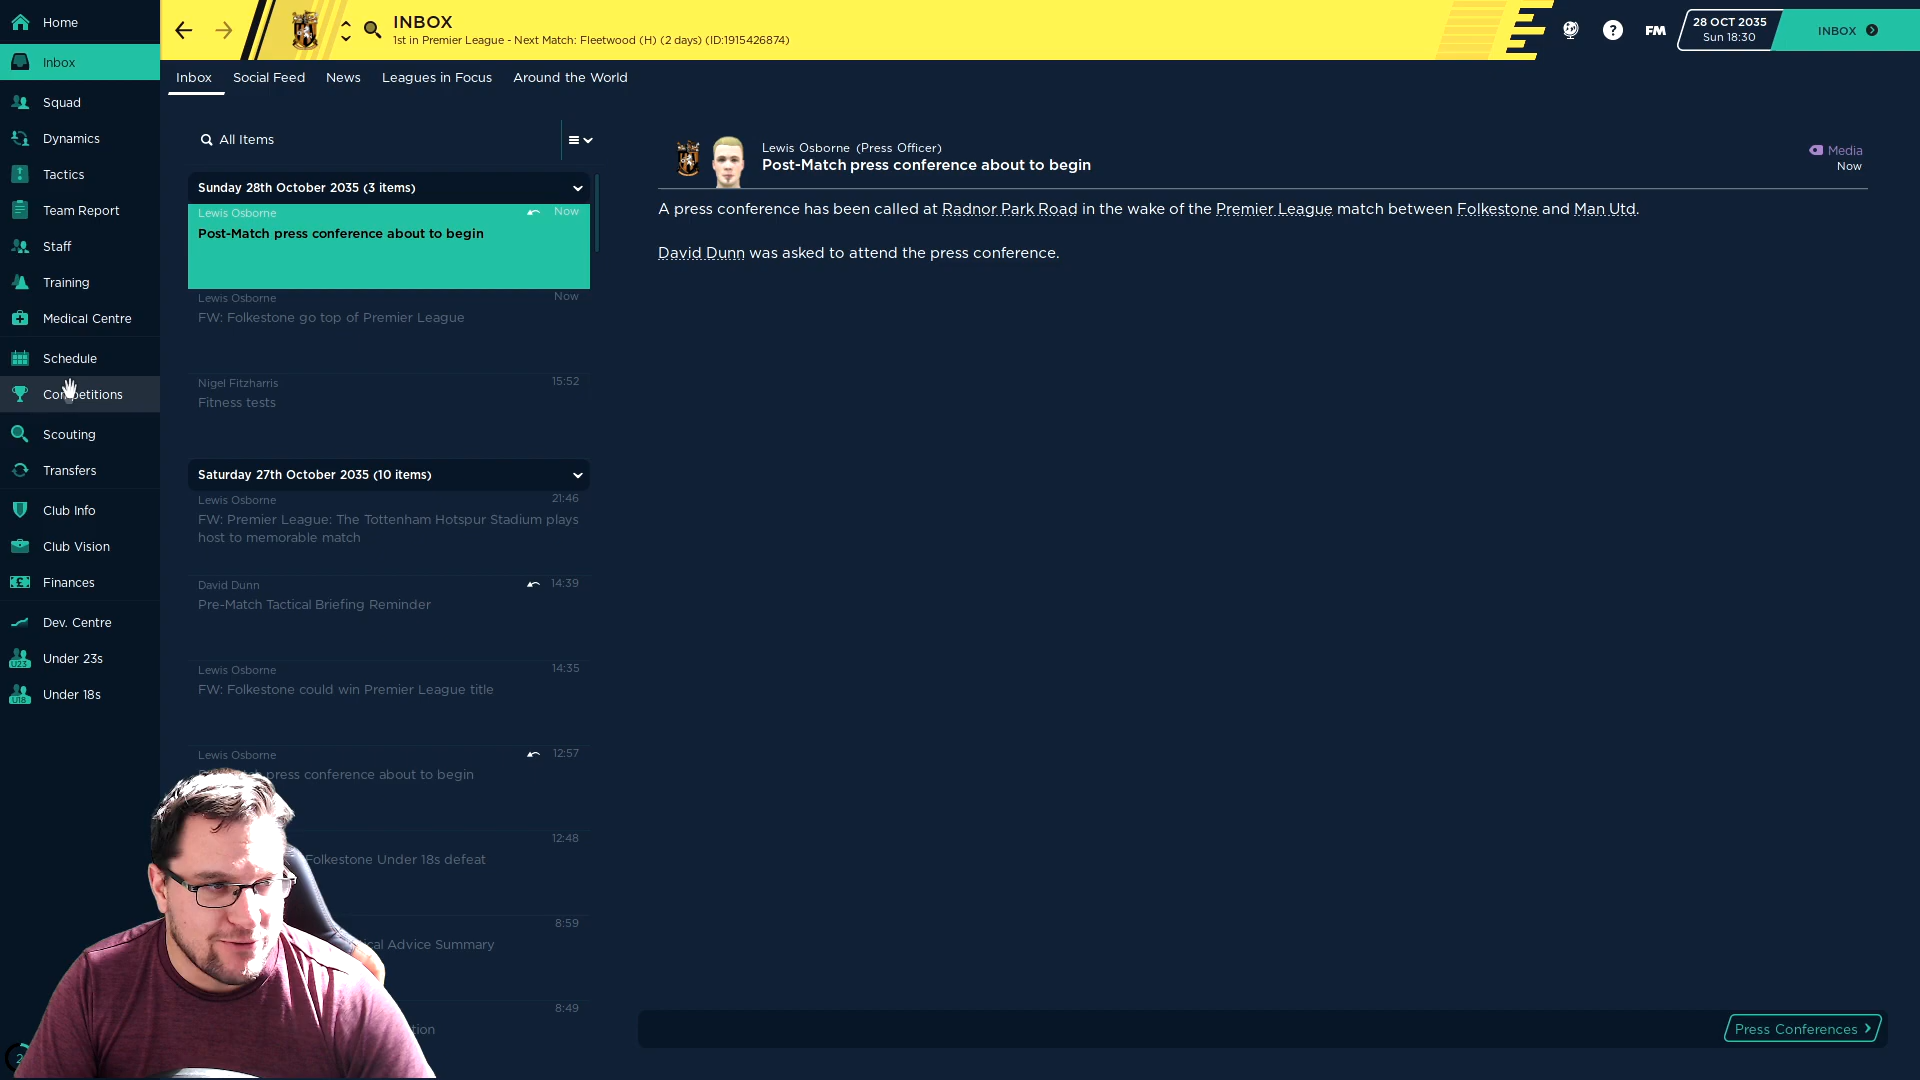 Home
Inbox
Squad
Dynamics
Tactics
Team Report
Staff
Training
Medical Centre
Schedule
Competitions
Scouting
Transfers
Club Info
Club Vision
Finances
Dev. Centre
Under 23s
Under 18s
INBOX
1st in Premier League - Next Match: Fleetwood (H) (2 days) (ID:1915426874)
FM
28 OCT 2035
Sun 18:30
INBOX
Inbox Social Feed News Leagues in Focus Around the World
All Items
Sunday 28th October 2035 (3 items)
Lewis Osborne Now
Post-Match press conference about to begin
Lewis Osborne Now
FW: Folkestone go top of Premier League
Nigel Fitzharris 15:52
Fitness tests
Saturday 27th October 2035 (10 items)
Lewis Osborne 21:46
FW: Premier League: The Tottenham Hotspur Stadium plays
host to memorable match
David Dunn 14:39
Pre-Match Tactical Briefing Reminder
Lewis Osborne 14:35
FW: Folkestone could win Premier League title
Lewis Osborne 12:57
press conference about to begin
12:48
Folkestone Under 18s defeat
8:59
Advice Summary
8:49
Lewis Osborne (Press Officer)
Post-Match press conference about to begin
Media
Now
A press conference has been called at Radnor Park Road in the wake of the Premier League match between Folkestone and Man Utd.
David Dunn was asked to attend the press conference.
Press Conferences